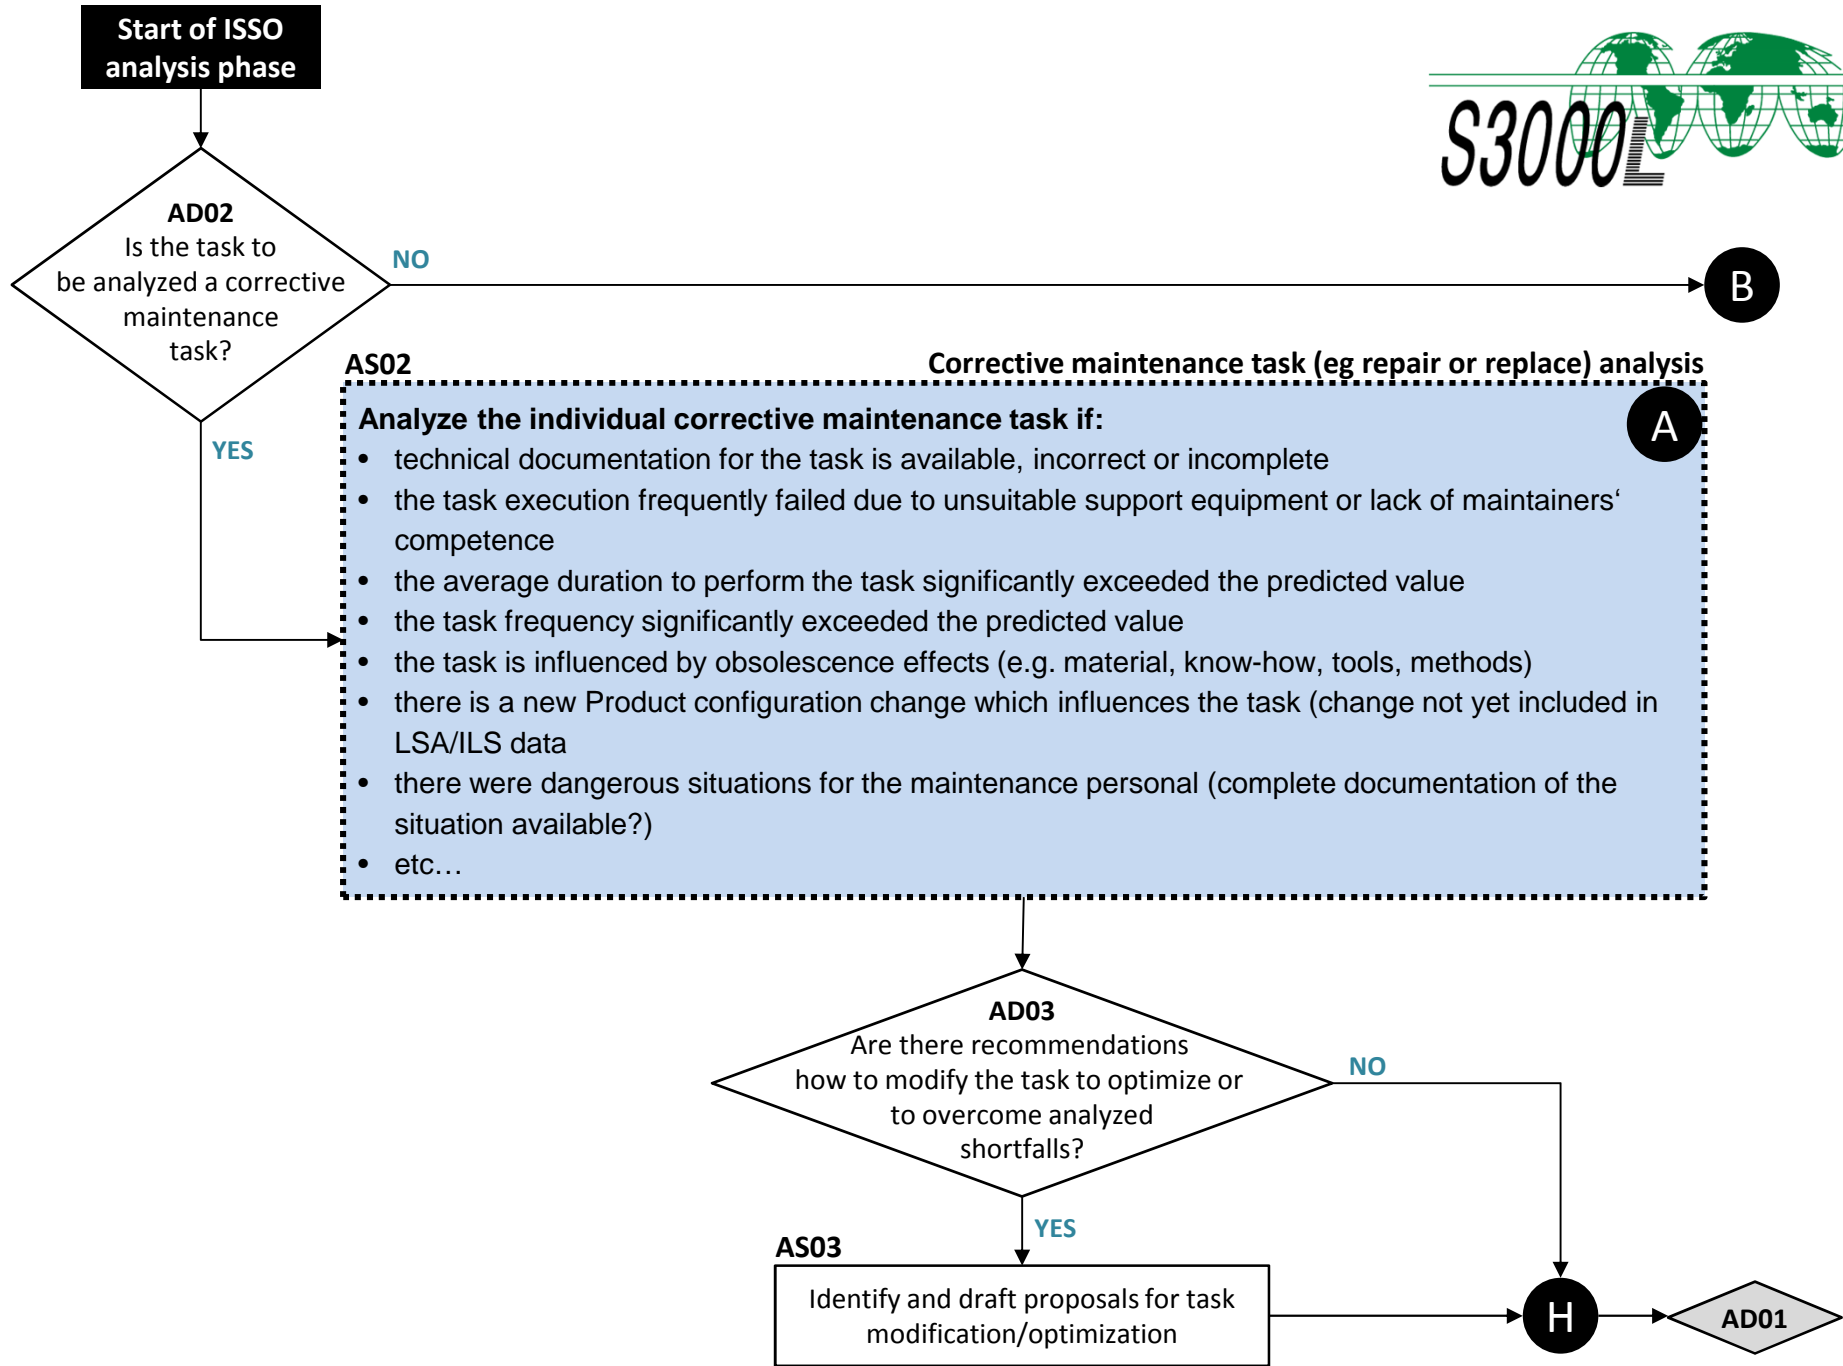 Start of ISSO
analysis phase
S3000L
AD02
Is the task to
be analyzed a corrective
maintenance
task?
NO
B
YES
AS02
Corrective maintenance task (eg repair or replace) analysis
A
Analyze the individual corrective maintenance task if:
• technical documentation for the task is available, incorrect or incomplete
• the task execution frequently failed due to unsuitable support equipment or lack of maintainers‘
competence
• the average duration to perform the task significantly exceeded the predicted value
• the task frequency significantly exceeded the predicted value
• the task is influenced by obsolescence effects (e.g. material, know-how, tools, methods)
• there is a new Product configuration change which influences the task (change not yet included in
LSA/ILS data
• there were dangerous situations for the maintenance personal (complete documentation of the
situation available?)
• etc…
AD03
Are there recommendations
how to modify the task to optimize or
to overcome analyzed
shortfalls?
NO
YES
AS03
Identify and draft proposals for task
modification/optimization
H
AD01